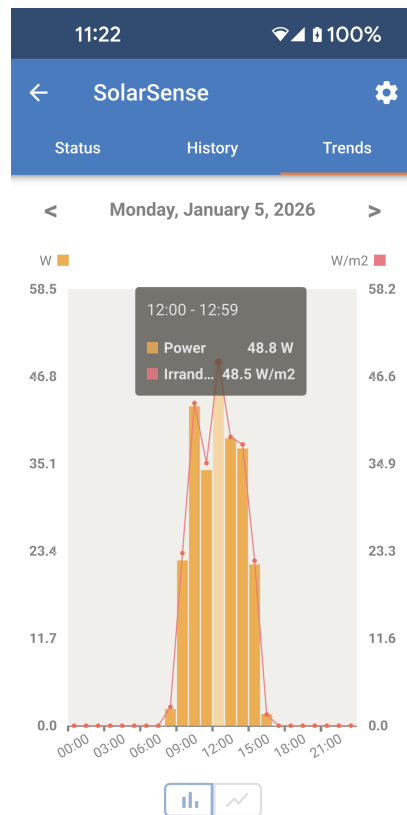 11:22 100%
SolarSense
Status History Trends
< Monday, January 5, 2026 >
W W/m2
58.5 58.2
12:00 - 12:59
Power 48.8 W
Irrand... 48.5 W/m2
46.8 46.6
35.1 34.9
23.4 23.3
11.7 11.6
0.0 0.0
00:00 03:00 06:00 09:00 12:00 15:00 18:00 21:00